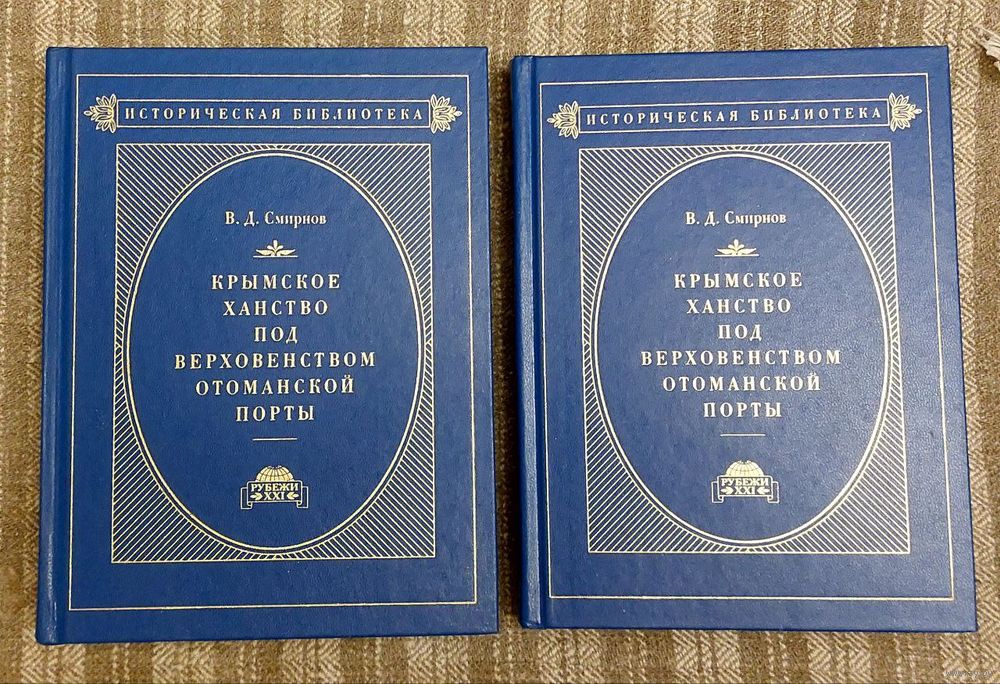 ИСТОРИЧЕСКАЯ БИБЛИОТЕКА
В. Д. Смирнов
КРЫМСКОЕ
ХАНСТВО
ПОД
ВЕРХОВЕНСТВОМ
ОТОМАНСКОЙ
ПОРТЫ
РУБЕЖИ
XXI
ИСТОРИЧЕСКАЯ БИБЛИОТЕКА
В. Д. Смирнов
КРЫМСКОЕ
ХАНСТВО
ПОД
ВЕРХОВЕНСТВОМ
ОТОМАНСКОЙ
ПОРТЫ
РУБЕЖИ
XXI